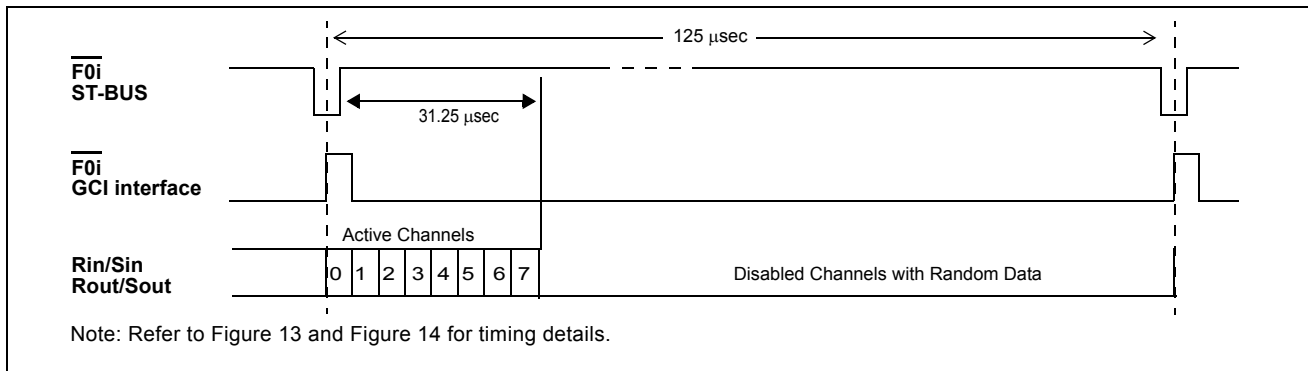 125 μsec
F0i
ST-BUS
31.25 μsec
F0i
GCI interface
Active Channels
Rin/Sin
Rout/Sout
0 1 2 3 4 5 6 7
Disabled Channels with Random Data
Note: Refer to Figure 13 and Figure 14 for timing details.